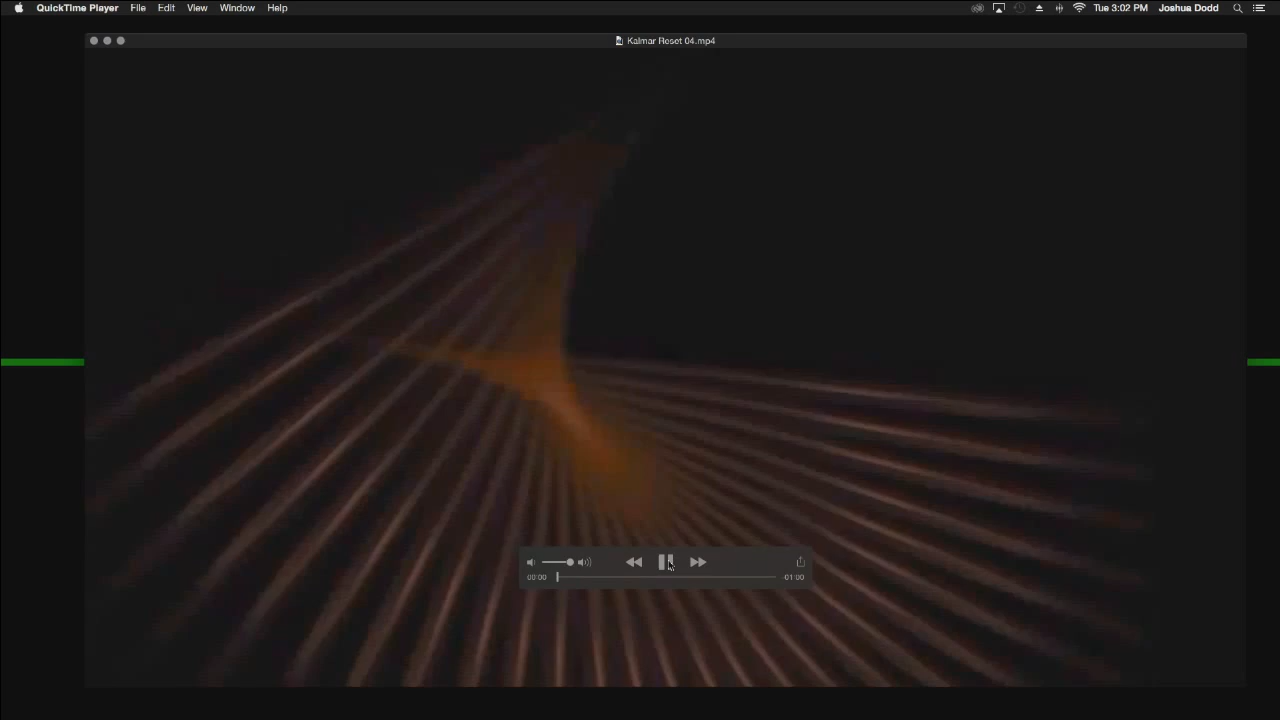 QuickTime Player File Edit View Window Help Tue 3:02 PM Joshua Dodd
Kalmar Reset 04.mp4
00:00 -01:00